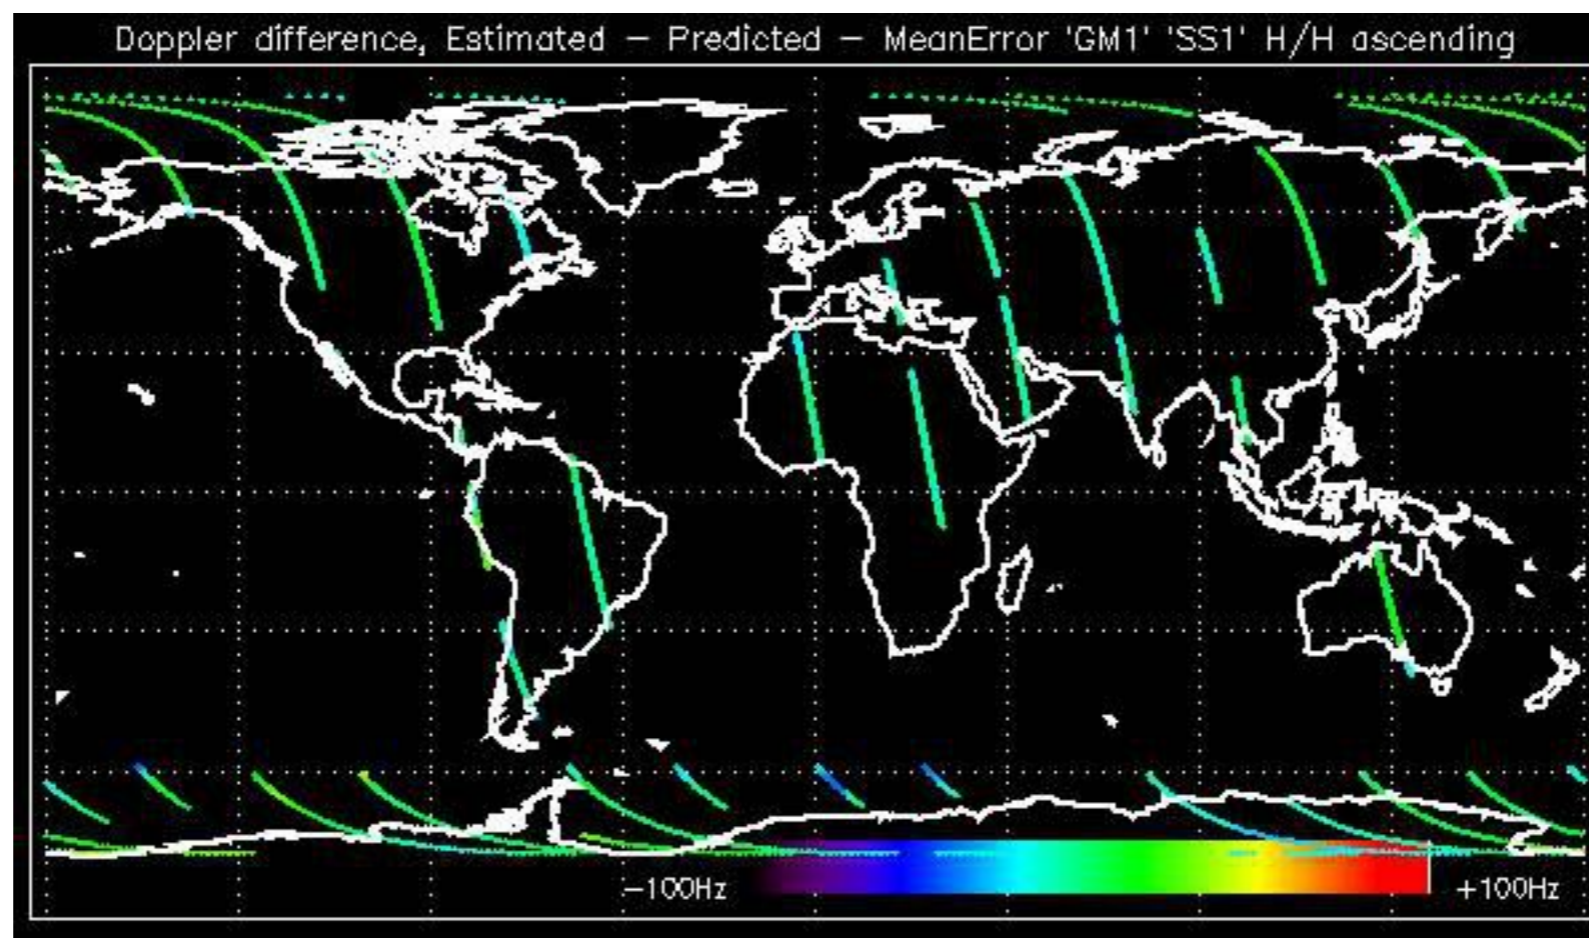 Doppler difference, Estimated – Predicted – MeanError 'GM1' 'SS1' H/H ascending
−100Hz
+100Hz